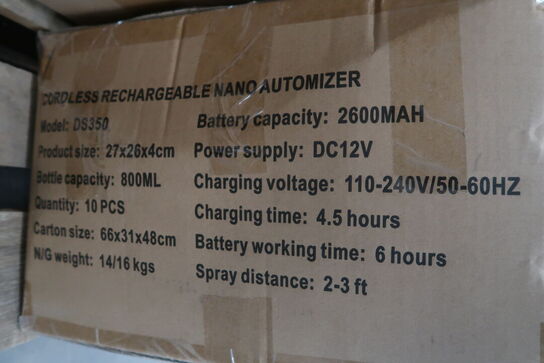 CORDLESS RECHARGEABLE NANO AUTOMIZER
Model: DS350
Product size: 27x26x4cm
Bottle capacity: 800ML
Quantity: 10 PCS
Carton size: 66x31x48cm
N/G weight: 14/16 kgs
Battery capacity: 2600MAH
Power supply: DC12V
Charging voltage: 110-240V/50-60HZ
Charging time: 4.5 hours
Battery working time: 6 hours
Spray distance: 2-3 ft